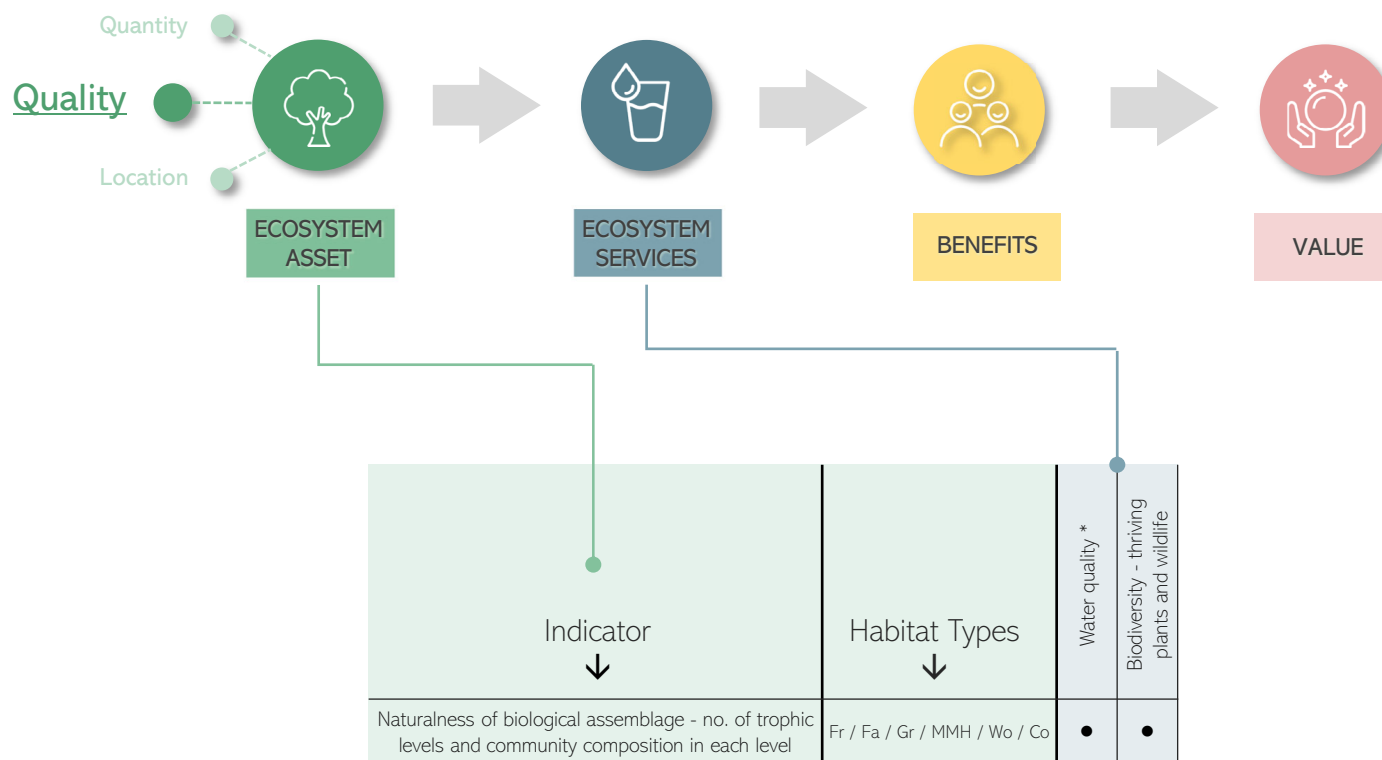 Quantity
Quality
Location
ECOSYSTEM
ASSET
ECOSYSTEM
SERVICES
BENEFITS
VALUE
Indicator
Habitat Types
Water quality *
Biodiversity - thriving
plants and wildlife
Naturalness of biological assemblage - no. of trophic
levels and community composition in each level
Fr / Fa / Gr / MMH / Wo / Co